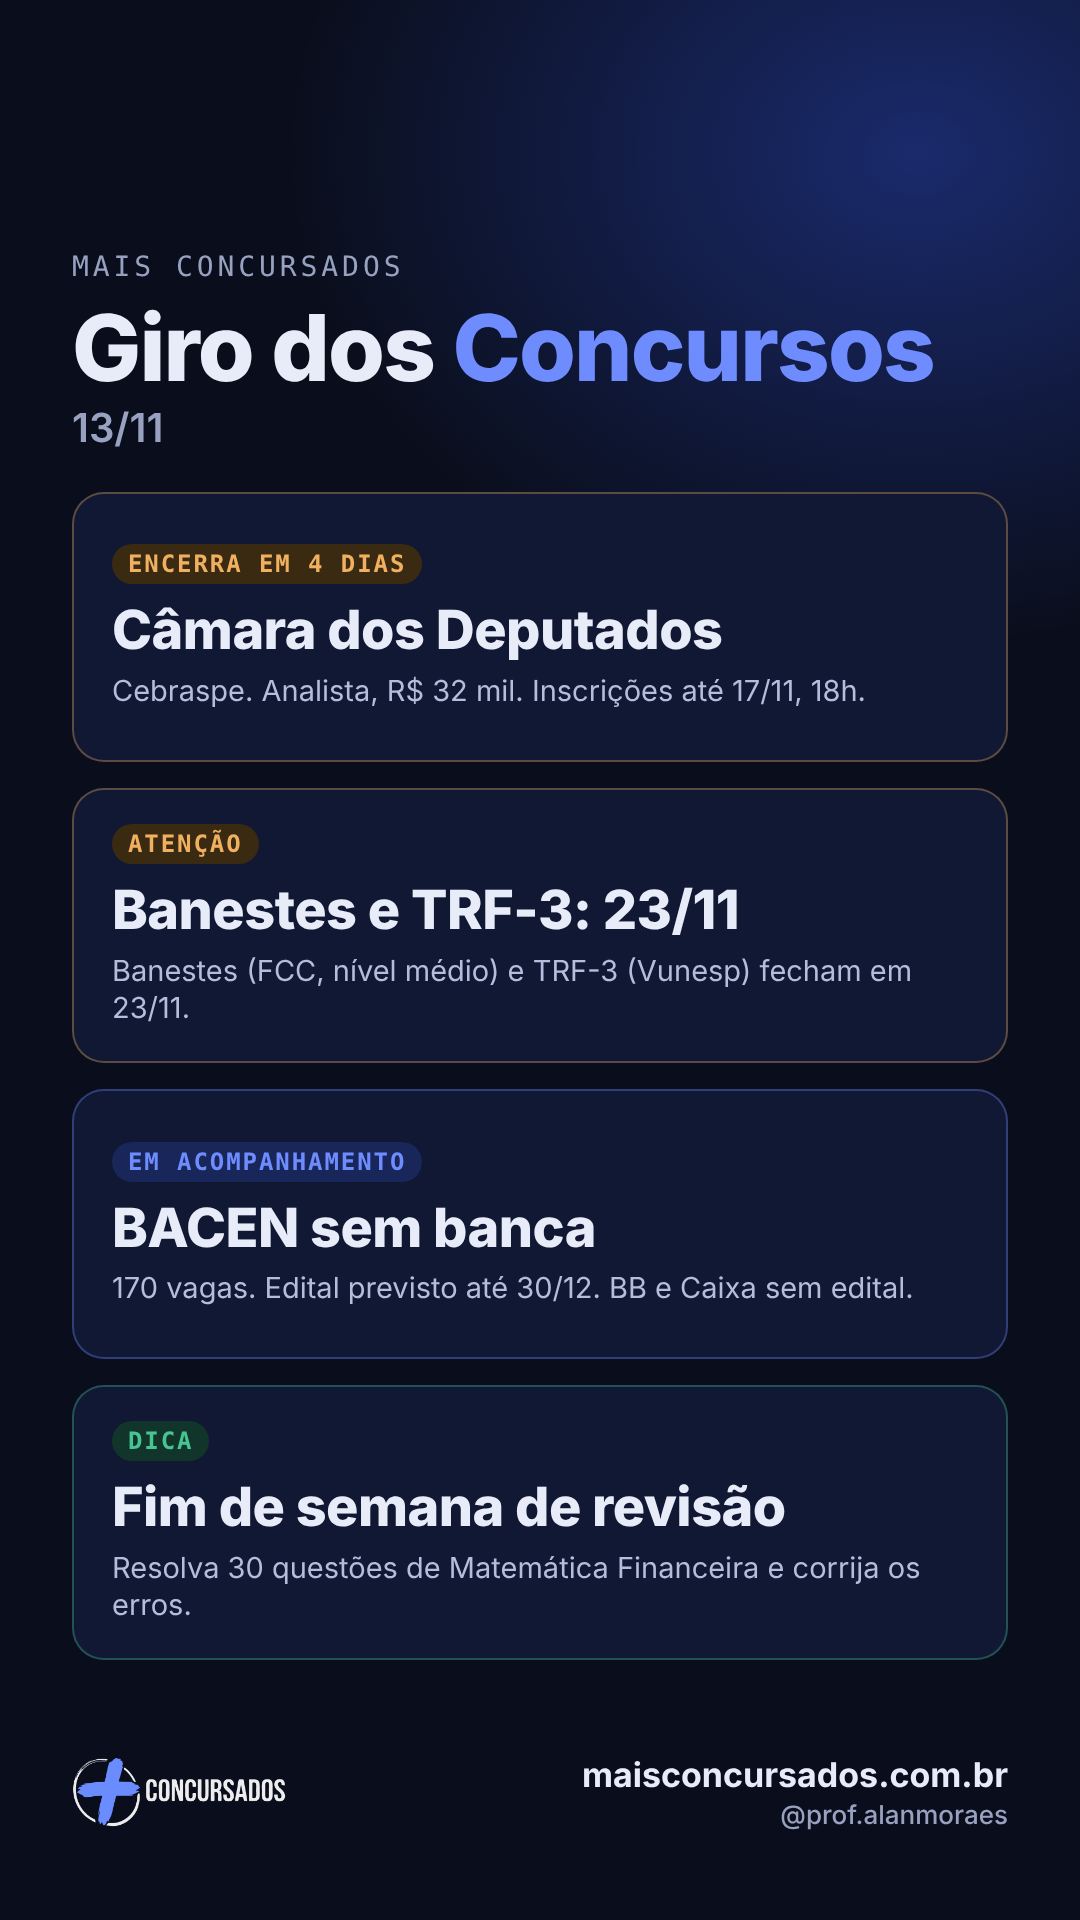 MAIS CONCURSADOS
Giro dos Concursos
13/11
ENCERRA EM 4 DIAS
Câmara dos Deputados
Cebraspe. Analista, R$ 32 mil. Inscrições até 17/11, 18h.
ATENÇÃO
Banestes e TRF-3: 23/11
Banestes (FCC, nível médio) e TRF-3 (Vunesp) fecham em
23/11.
EM ACOMPANHAMENTO
BACEN sem banca
170 vagas. Edital previsto até 30/12. BB e Caixa sem edital.
DICA
Fim de semana de revisão
Resolva 30 questões de Matemática Financeira e corrija os
erros.
CONCURSADOS
maisconcursados.com.br
@prof.alanmoraes